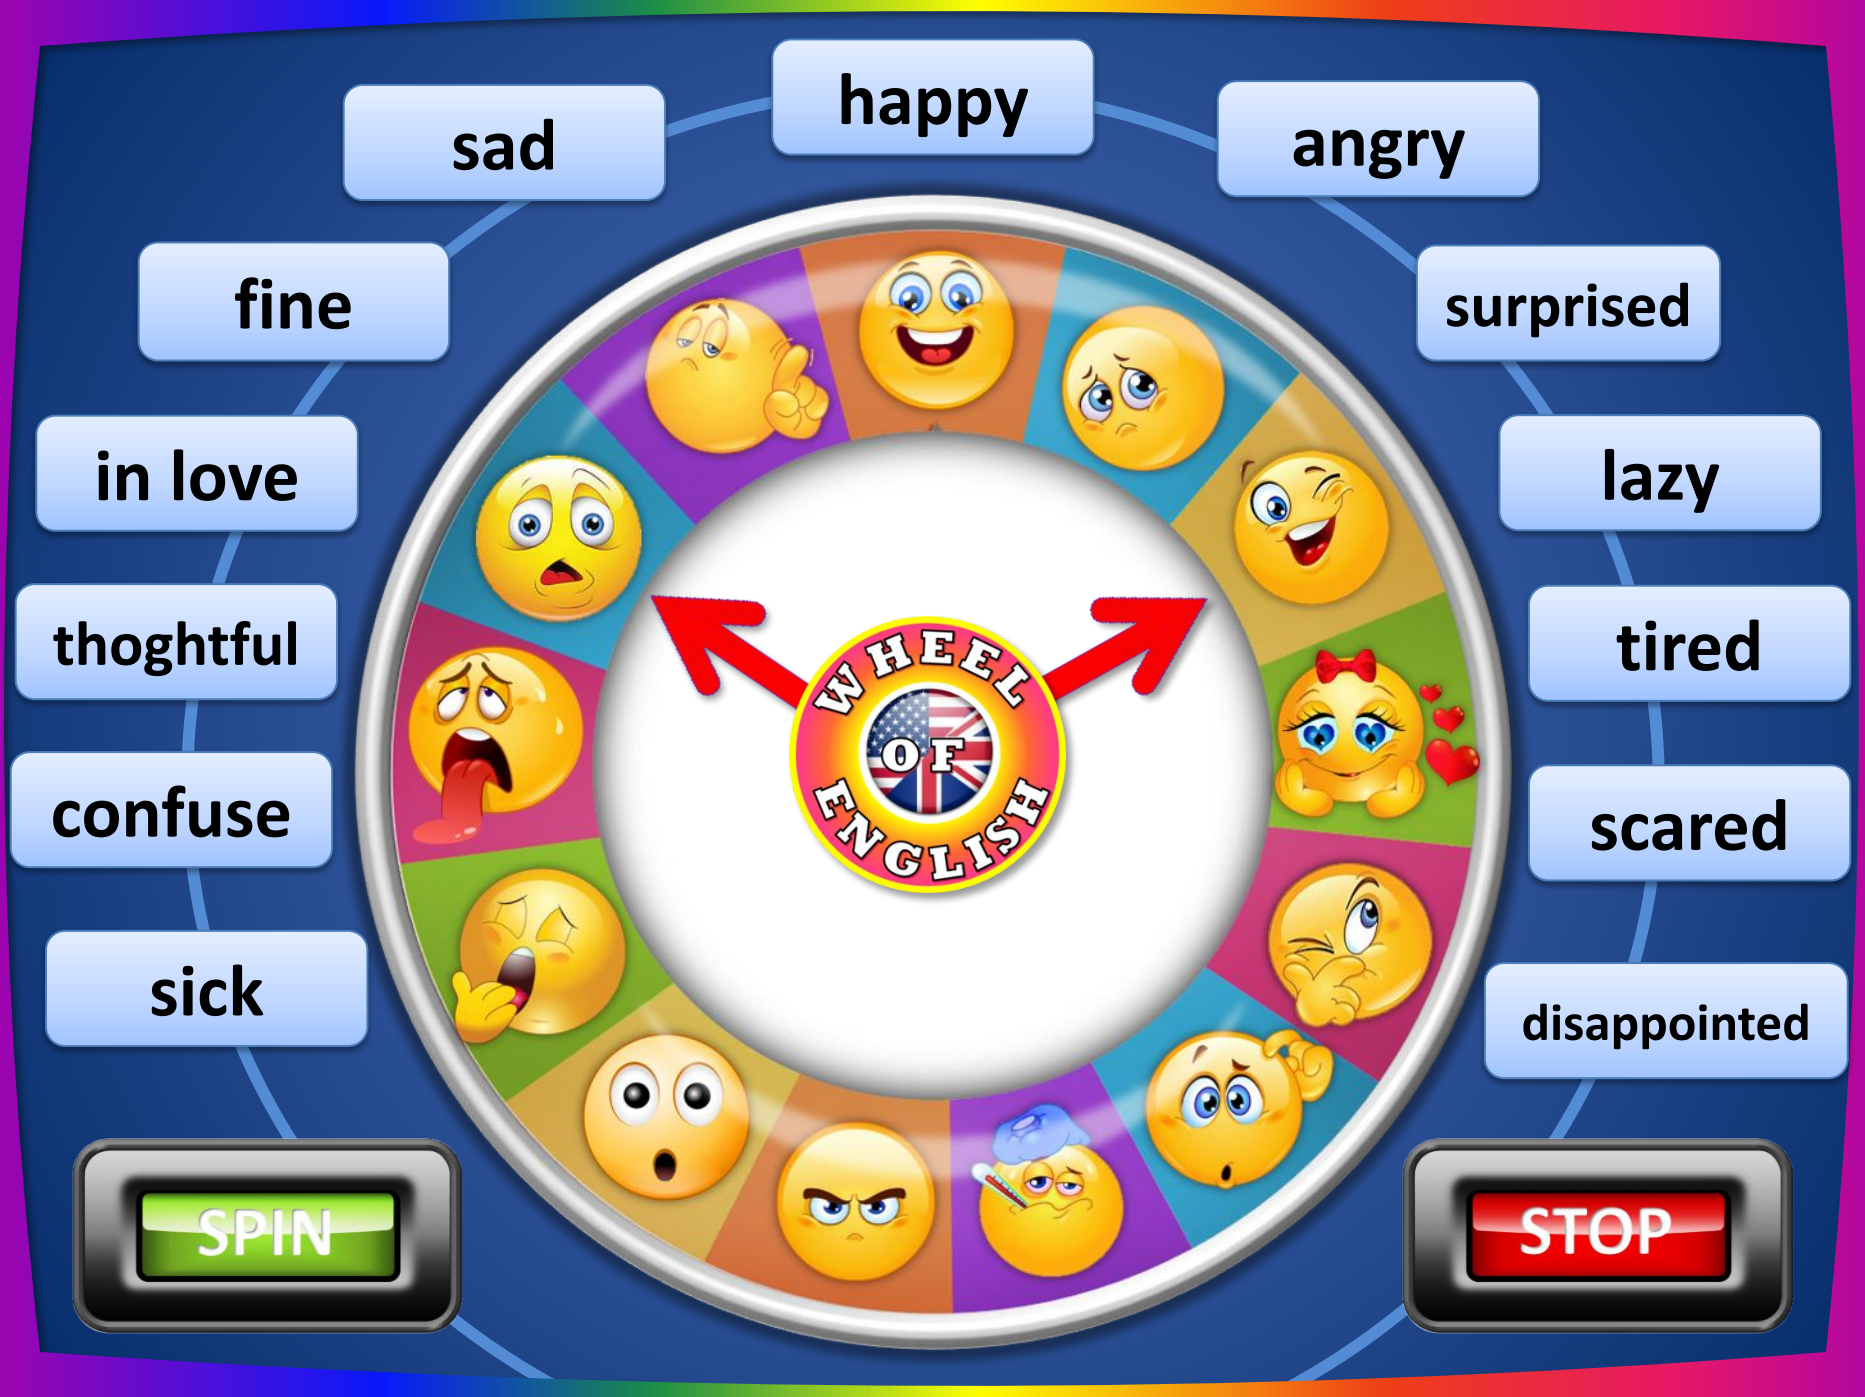 happy
sad
angry
fine
surprised
in love
lazy
thoghtful
tired
confuse
scared
sick
disappointed
WHEEL
OF
ENGLISH
SPIN
STOP